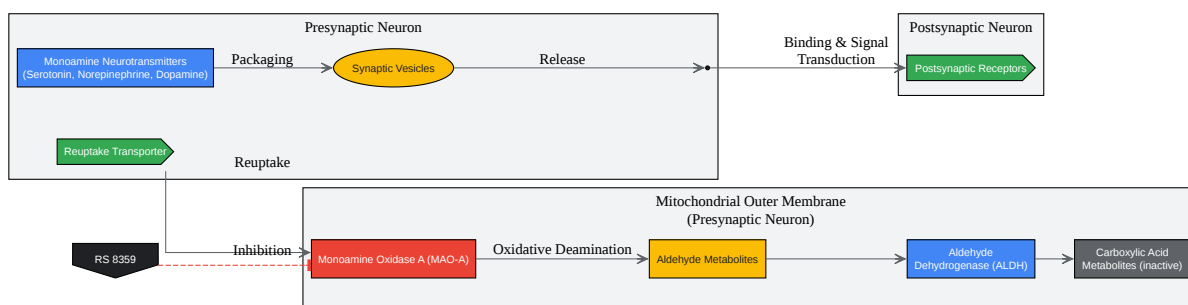 Presynaptic Neuron
Monoamine Neurotransmitters
(Serotonin, Norepinephrine, Dopamine)
Packaging
Synaptic Vesicles
Release
Binding & Signal
Transduction
Postsynaptic Neuron
Postsynaptic Receptors
Reuptake Transporter
Reuptake
Mitochondrial Outer Membrane
(Presynaptic Neuron)
RS 8359
Inhibition
Monoamine Oxidase A (MAO-A)
Oxidative Deamination
Aldehyde Metabolites
Aldehyde
Dehydrogenase (ALDH)
Carboxylic Acid
Metabolites (inactive)